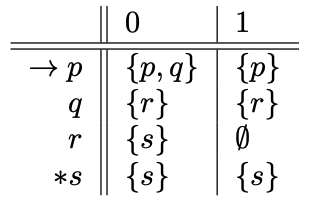 0 1
→ p {p, q} {p}
q {r} {r}
r {s} ∅
*s {s} {s}